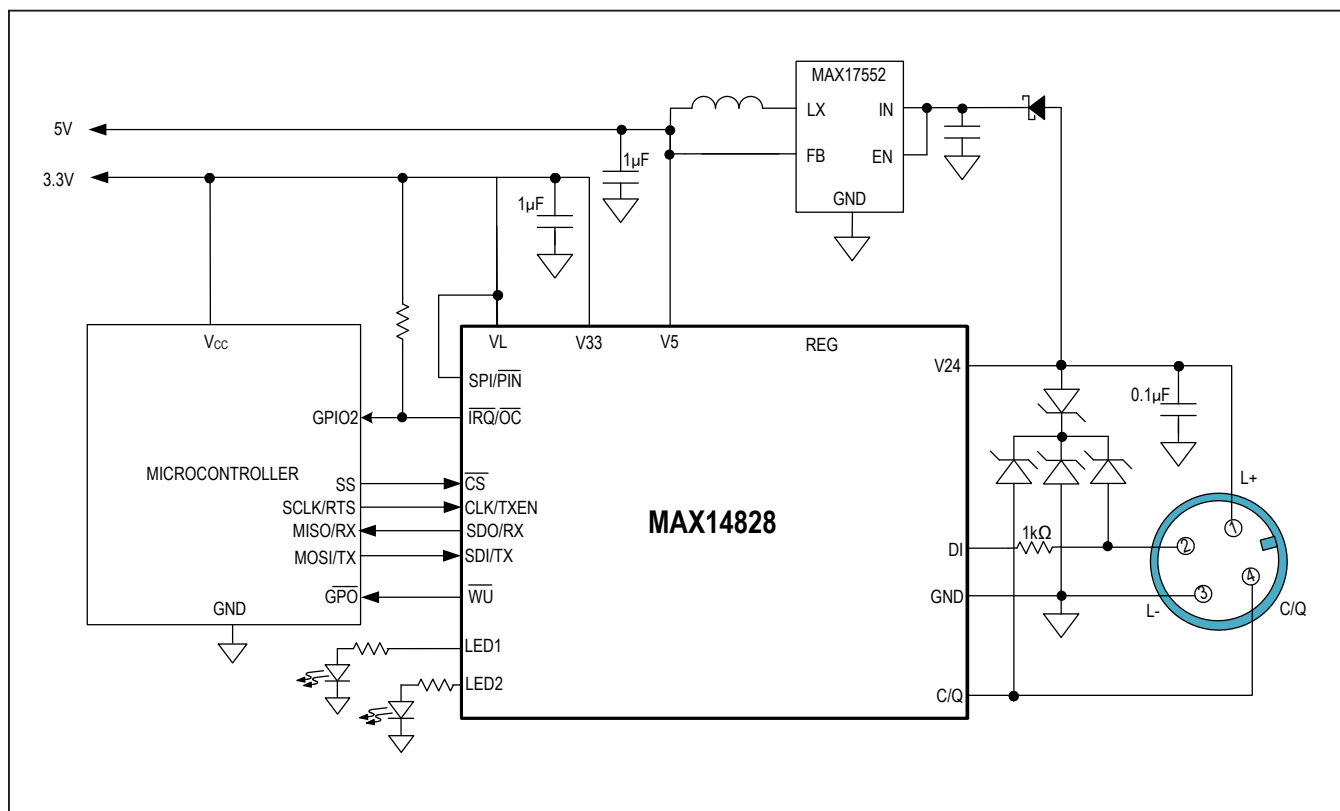 MAX17552
LX
IN
5V
1µF
FB
EN
3.3V
1µF
GND
VCC
VL
V33
V5
REG
SPI/PIN
V24
0.1µF
GPIO2
IRQ/OC
MICROCONTROLLER
L+
SS
CS
SCLK/RTS
CLK/TXEN
MAX14828
1
MISO/RX
SDO/RX
1kΩ
2
MOSI/TX
SDI/TX
DI
4
GPO
WU
GND
3
GND
L-
C/Q
LED1
LED2
C/Q